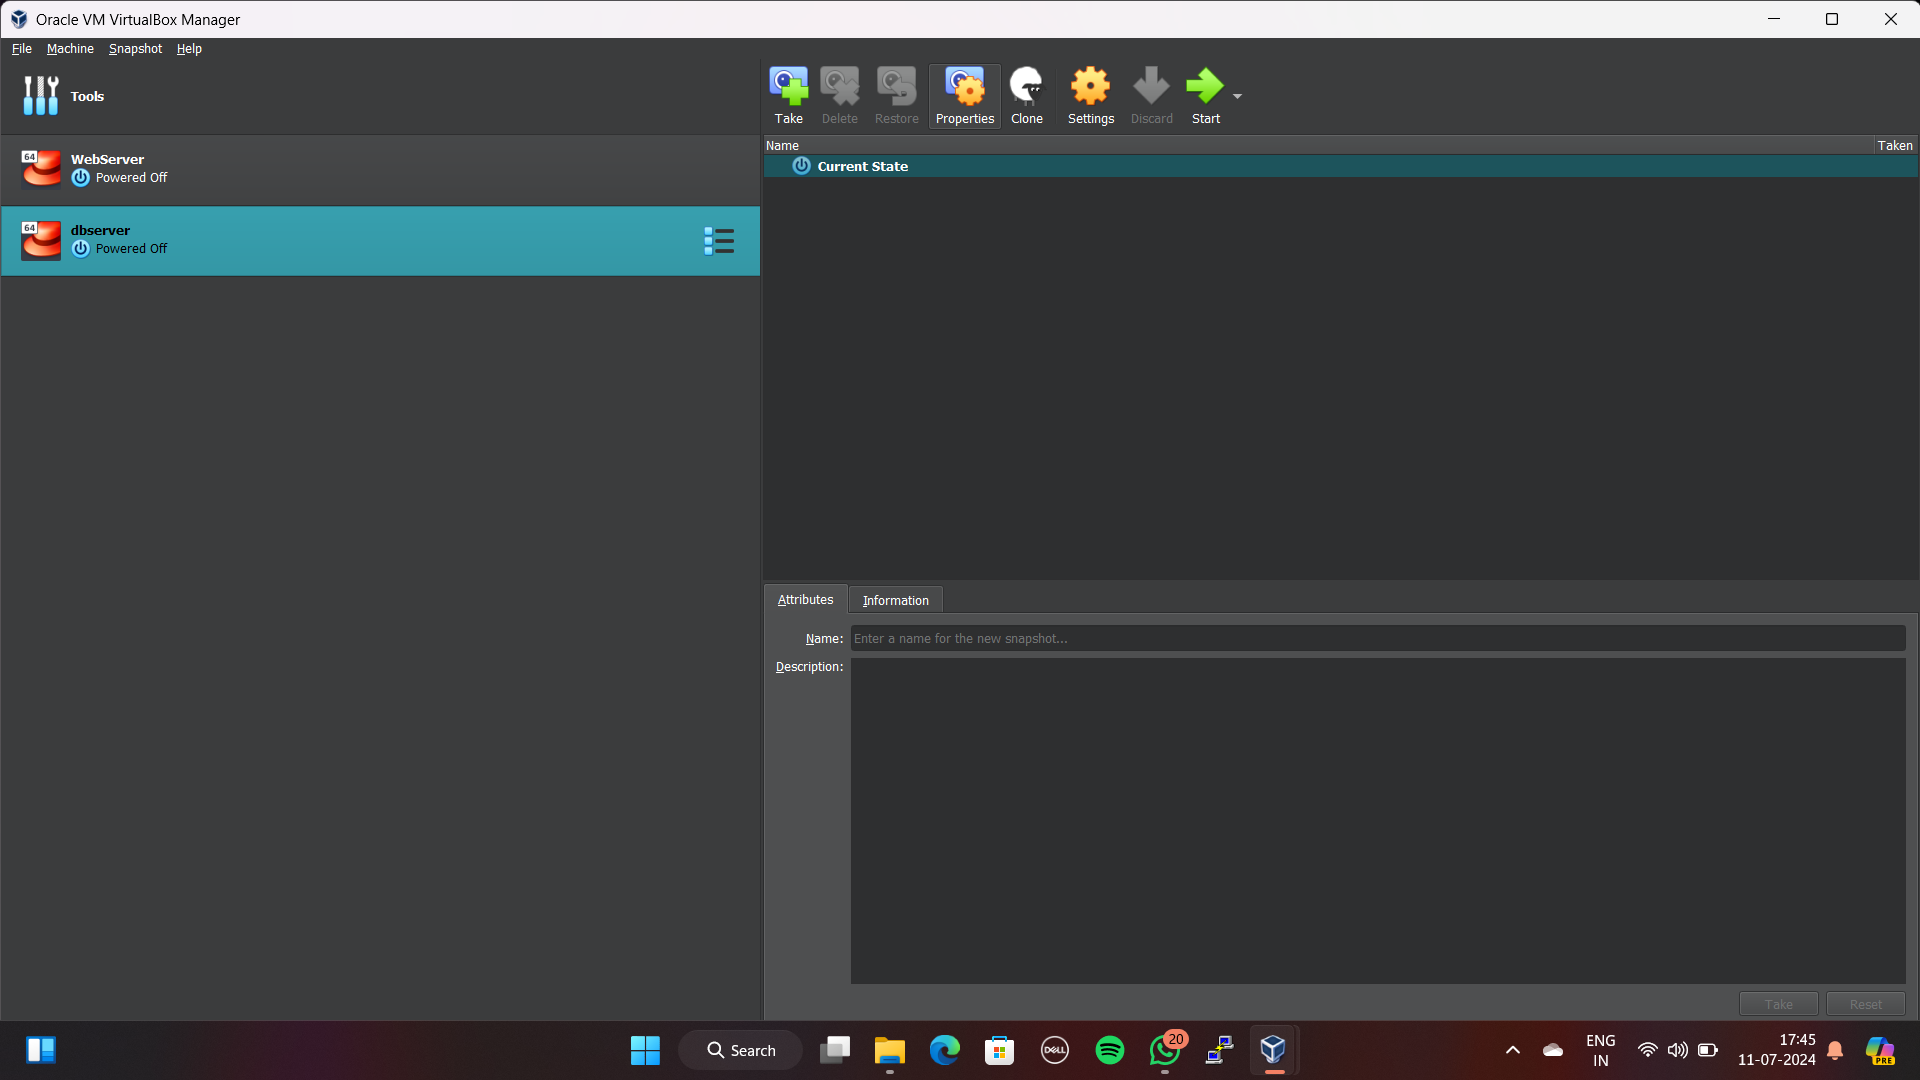 Oracle VM VirtualBox Manager
File Machine Snapshot Help
Tools
Take Delete Restore Properties Clone Settings Discard Start
64 WebServer
Powered Off
64 dbserver
Powered Off
Name Taken
Current State
Attributes Information
Name: Enter a name for the new snapshot...
Description:
Take Reset
Search
DELL
20
ENG
IN
17:45
11-07-2024
PRE